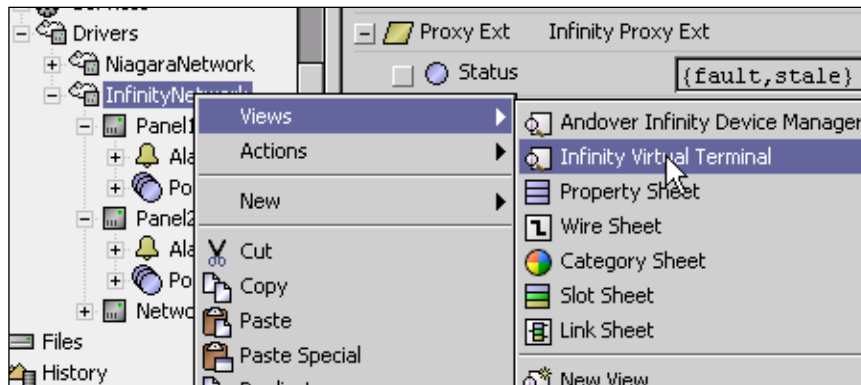 Drivers
NiagaraNetwork
InfinityNetwork
Panel1
Panel2
Files
History
Proxy Ext Infinity Proxy Ext
Status {fault,stale}
Views
Actions
New
Cut
Copy
Paste
Paste Special
Andover Infinity Device Manager
Infinity Virtual Terminal
Property Sheet
Wire Sheet
Category Sheet
Slot Sheet
Link Sheet
New View